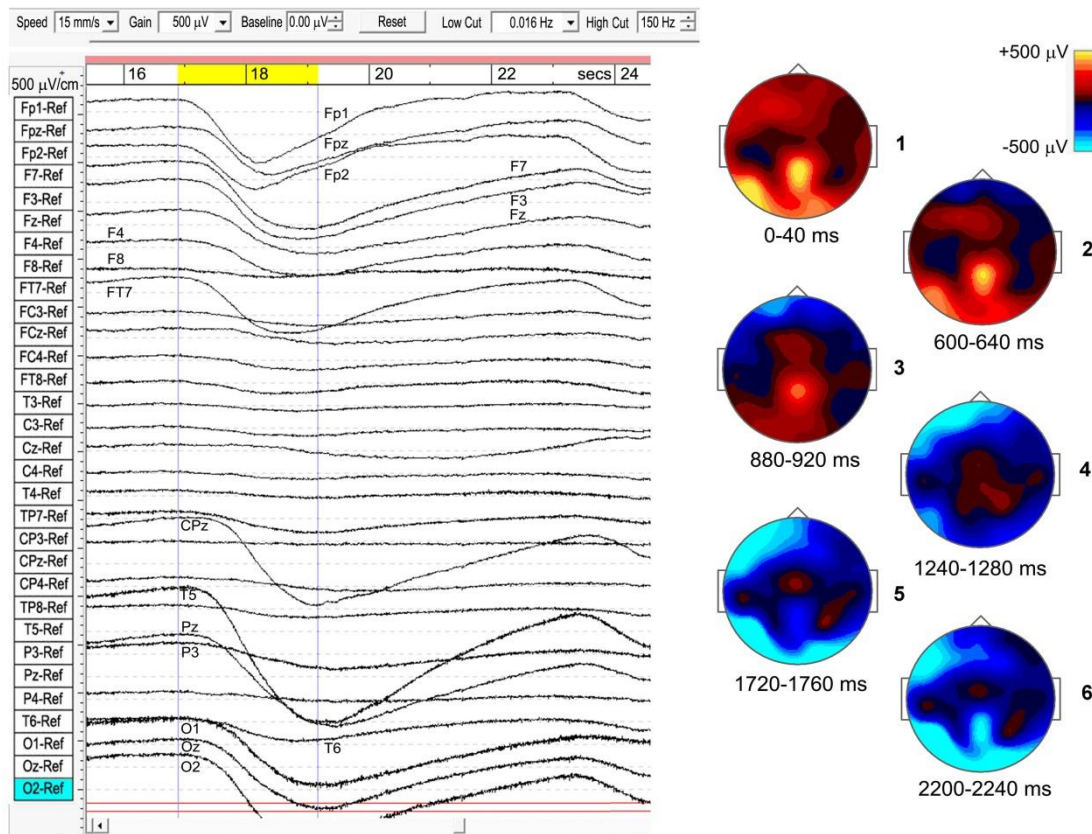 Speed 15 mm/s Gain 500 µV Baseline 0.00 µV Reset Low Cut 0.016 Hz High Cut 150 Hz
16 18 20 22 secs 24
500 µV/cm
Fp1-Ref
Fpz-Ref
Fp2-Ref
F7-Ref
F3-Ref
Fz-Ref
F4-Ref
F8-Ref
FT7-Ref
FC3-Ref
FCz-Ref
FC4-Ref
FT8-Ref
T3-Ref
C3-Ref
Cz-Ref
C4-Ref
T4-Ref
TP7-Ref
CP3-Ref
CPz-Ref
CP4-Ref
TP8-Ref
T5-Ref
P3-Ref
Pz-Ref
P4-Ref
T6-Ref
O1-Ref
Oz-Ref
O2-Ref
Fp1
Fpz
Fp2
F7
F3
Fz
F4
F8
FT7
CPz
T5
Pz
P3
O1
Oz
O2
T6
+500 µV
-500 µV
1
0-40 ms
2
600-640 ms
3
880-920 ms
4
1240-1280 ms
5
1720-1760 ms
6
2200-2240 ms